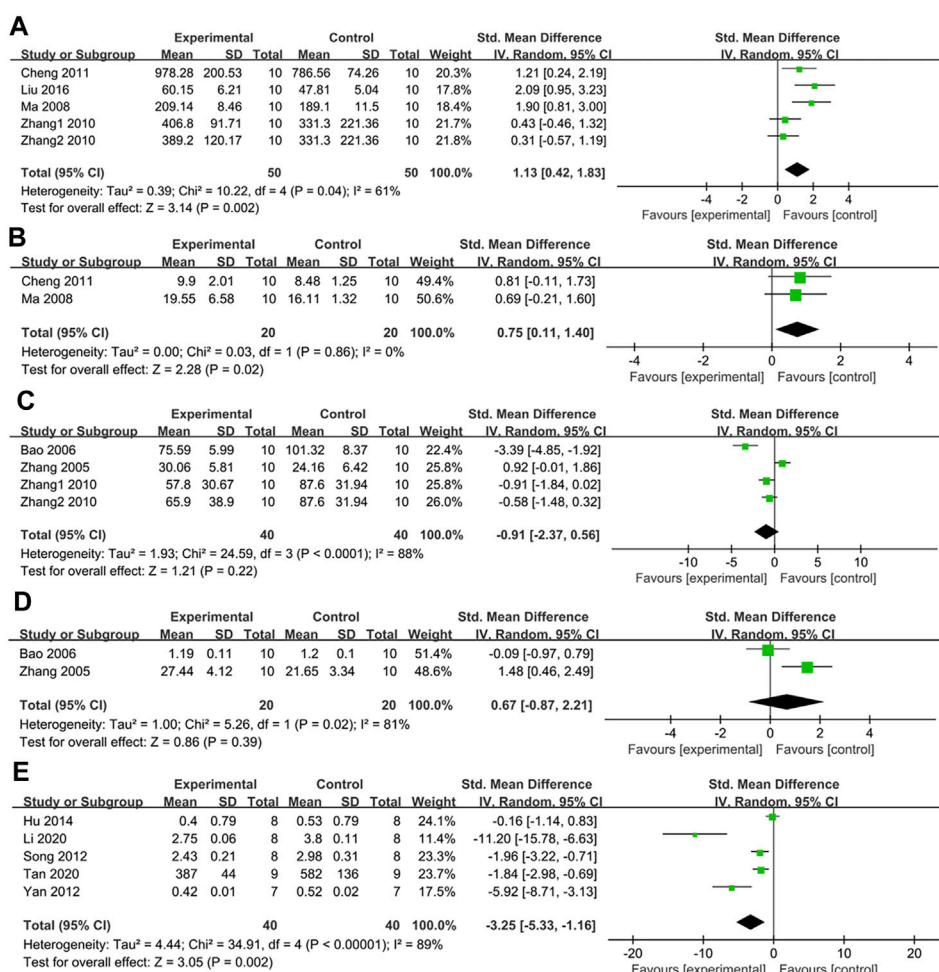 A
Experimental Control Std. Mean Difference Std. Mean Difference
Study or Subgroup Mean SD Total Mean SD Total Weight IV, Random, 95% CI IV, Random, 95% CI
Cheng 2011 978.28 200.53 10 786.56 74.26 10 20.3% 1.21 [0.24, 2.19]
Liu 2016 60.15 6.21 10 47.81 5.04 10 17.8% 2.09 [0.95, 3.23]
Ma 2008 209.14 8.46 10 189.1 11.5 10 18.4% 1.90 [0.81, 3.00]
Zhang1 2010 406.8 91.71 10 331.3 221.36 10 21.7% 0.43 [-0.46, 1.32]
Zhang2 2010 389.2 120.17 10 331.3 221.36 10 21.8% 0.31 [-0.57, 1.19]
Total (95% CI) 50 50 100.0% 1.13 [0.42, 1.83]
Heterogeneity: Tau² = 0.39; Chi² = 10.22, df = 4 (P = 0.04); I² = 61%
Test for overall effect: Z = 3.14 (P = 0.002)
-4 -2 0 2 4
Favours [experimental] Favours [control]
B
Experimental Control Std. Mean Difference Std. Mean Difference
Study or Subgroup Mean SD Total Mean SD Total Weight IV, Random, 95% CI IV, Random, 95% CI
Cheng 2011 9.9 2.01 10 8.48 1.25 10 49.4% 0.81 [-0.11, 1.73]
Ma 2008 19.55 6.58 10 16.11 1.32 10 50.6% 0.69 [-0.21, 1.60]
Total (95% CI) 20 20 100.0% 0.75 [0.11, 1.40]
Heterogeneity: Tau² = 0.00; Chi² = 0.03, df = 1 (P = 0.86); I² = 0%
Test for overall effect: Z = 2.28 (P = 0.02)
-4 -2 0 2 4
Favours [experimental] Favours [control]
C
Experimental Control Std. Mean Difference Std. Mean Difference
Study or Subgroup Mean SD Total Mean SD Total Weight IV, Random, 95% CI IV, Random, 95% CI
Bao 2006 75.59 5.99 10 101.32 8.37 10 22.4% -3.39 [-4.85, -1.92]
Zhang 2005 30.06 5.81 10 24.16 6.42 10 25.8% 0.92 [-0.01, 1.86]
Zhang1 2010 57.8 30.67 10 87.6 31.94 10 25.8% -0.91 [-1.84, 0.02]
Zhang2 2010 65.9 38.9 10 87.6 31.94 10 26.0% -0.58 [-1.48, 0.32]
Total (95% CI) 40 40 100.0% -0.91 [-2.37, 0.56]
Heterogeneity: Tau² = 1.93; Chi² = 24.59, df = 3 (P < 0.0001); I² = 88%
Test for overall effect: Z = 1.21 (P = 0.22)
-10 -5 0 5 10
Favours [experimental] Favours [control]
D
Experimental Control Std. Mean Difference Std. Mean Difference
Study or Subgroup Mean SD Total Mean SD Total Weight IV, Random, 95% CI IV, Random, 95% CI
Bao 2006 1.19 0.11 10 1.2 0.1 10 51.4% -0.09 [-0.97, 0.79]
Zhang 2005 27.44 4.12 10 21.65 3.34 10 48.6% 1.48 [0.46, 2.49]
Total (95% CI) 20 20 100.0% 0.67 [-0.87, 2.21]
Heterogeneity: Tau² = 1.00; Chi² = 5.26, df = 1 (P = 0.02); I² = 81%
Test for overall effect: Z = 0.86 (P = 0.39)
-4 -2 0 2 4
Favours [experimental] Favours [control]
E
Experimental Control Std. Mean Difference Std. Mean Difference
Study or Subgroup Mean SD Total Mean SD Total Weight IV, Random, 95% CI IV, Random, 95% CI
Hu 2014 0.4 0.79 8 0.53 0.79 8 24.1% -0.16 [-1.14, 0.83]
Li 2020 2.75 0.06 8 3.8 0.11 8 11.4% -11.20 [-15.78, -6.63]
Song 2012 2.43 0.21 8 2.98 0.31 8 23.3% -1.96 [-3.22, -0.71]
Tan 2020 387 44 9 582 136 9 23.7% -1.84 [-2.98, -0.69]
Yan 2012 0.42 0.01 7 0.52 0.02 7 17.5% -5.92 [-8.71, -3.13]
Total (95% CI) 40 40 100.0% -3.25 [-5.33, -1.16]
Heterogeneity: Tau² = 4.44; Chi² = 34.91, df = 4 (P < 0.00001); I² = 89%
Test for overall effect: Z = 3.05 (P = 0.002)
-20 -10 0 10 20
Favours [experimental] Favours [control]